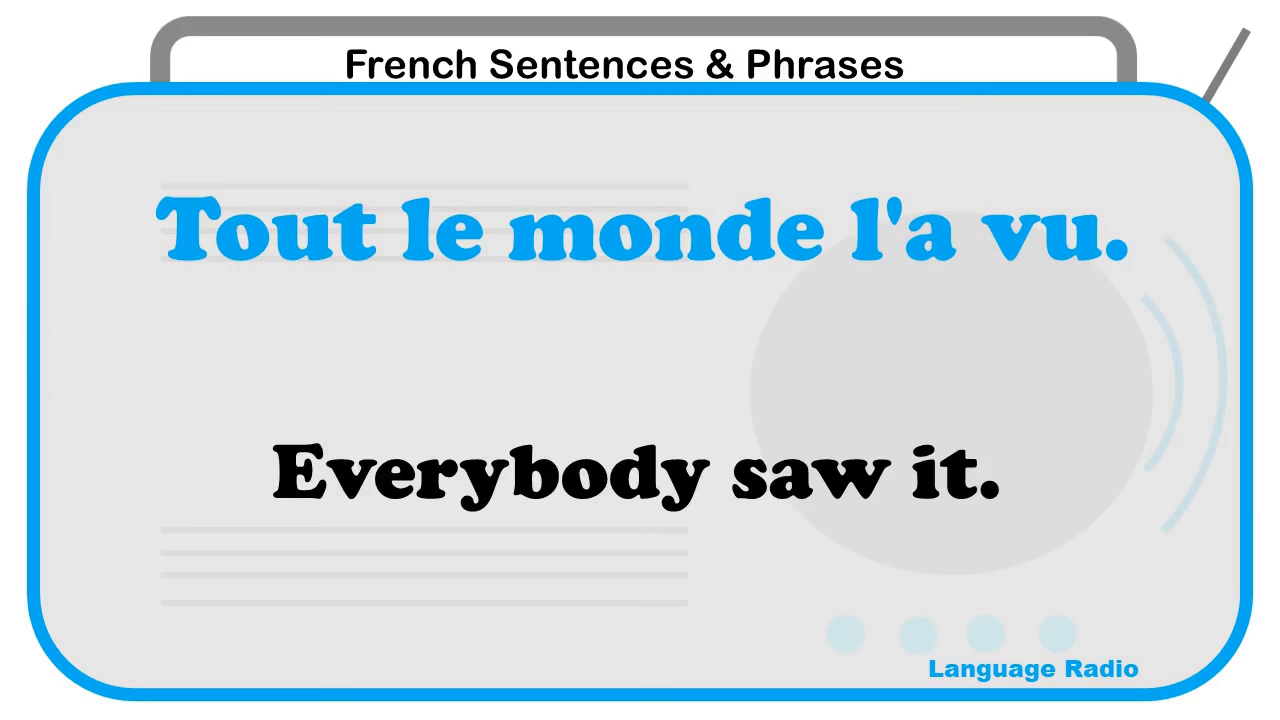 French Sentences & Phrases
Tout le monde l'a vu.
Everybody saw it.
Language Radio